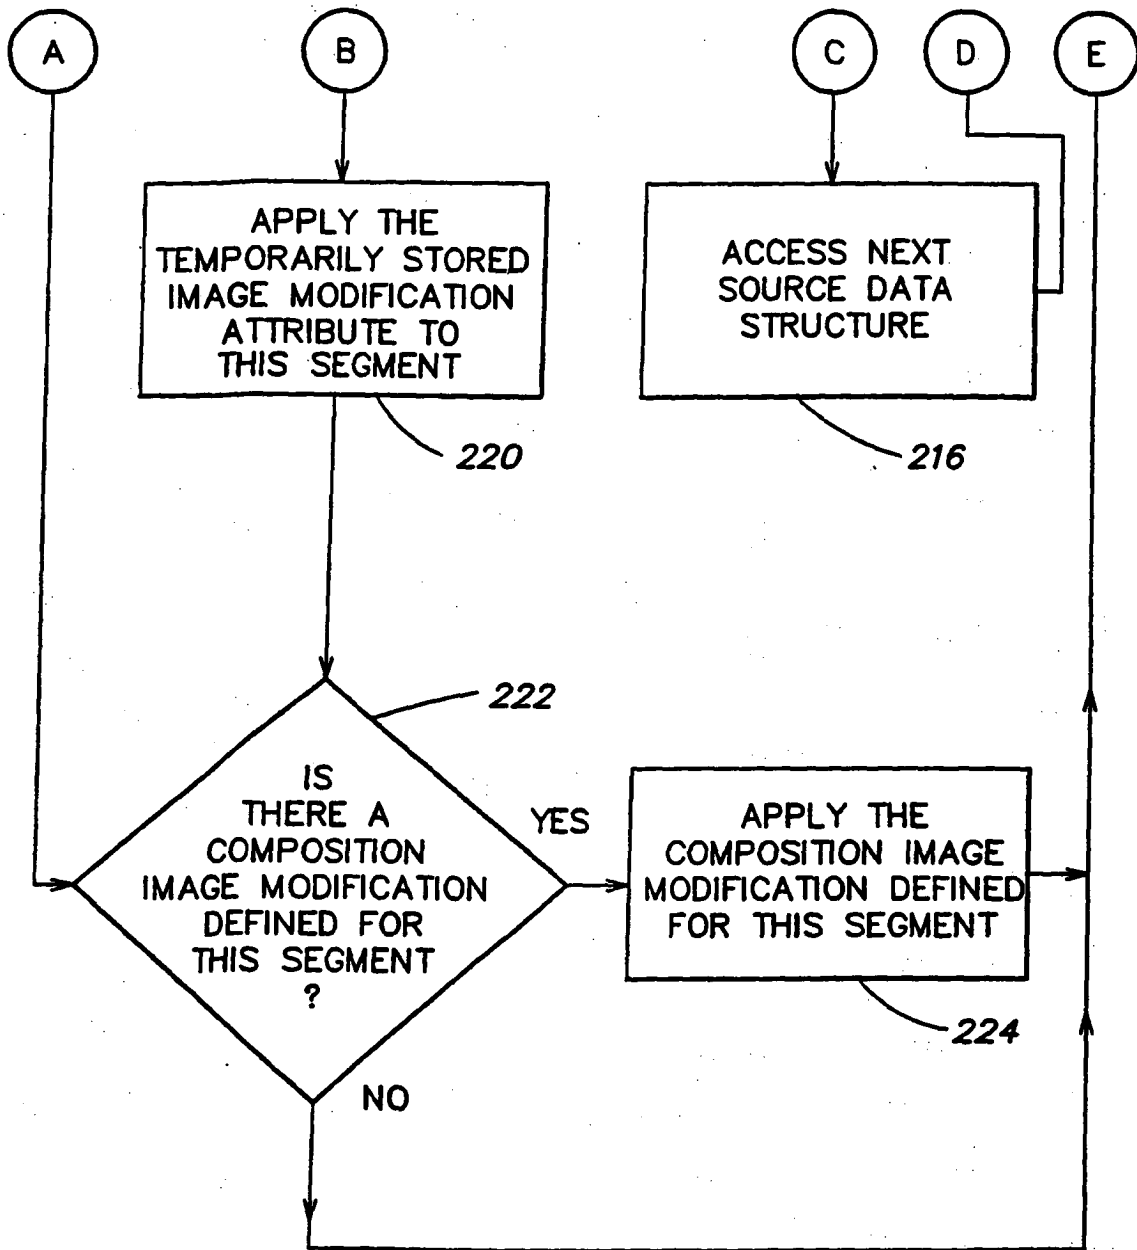 A
B
C
D
E
APPLY THE
TEMPORARILY STORED
IMAGE MODIFICATION
ATTRIBUTE TO
THIS SEGMENT
220
ACCESS NEXT
SOURCE DATA
STRUCTURE
216
222
IS
THERE A
COMPOSITION
IMAGE MODIFICATION
DEFINED FOR
THIS SEGMENT
?
YES
APPLY THE
COMPOSITION IMAGE
MODIFICATION DEFINED
FOR THIS SEGMENT
224
NO